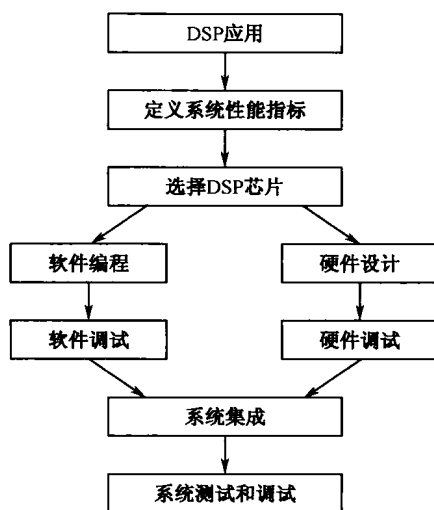 DSP应用
定义系统性能指标
选择DSP芯片
软件编程
硬件设计
软件调试
硬件调试
系统集成
系统测试和调试